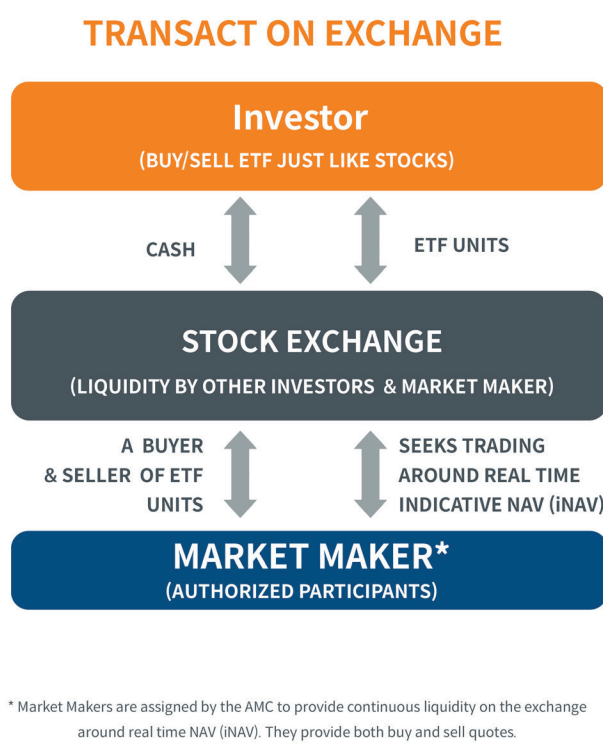 TRANSACT ON EXCHANGE
Investor
(BUY/SELL ETF JUST LIKE STOCKS)
CASH
ETF UNITS
STOCK EXCHANGE
(LIQUIDITY BY OTHER INVESTORS & MARKET MAKER)
A BUYER
& SELLER OF ETF
UNITS
SEEKS TRADING
AROUND REAL TIME
INDICATIVE NAV (iNAV)
MARKET MAKER*
(AUTHORIZED PARTICIPANTS)
* Market Makers are assigned by the AMC to provide continuous liquidity on the exchange
around real time NAV (iNAV). They provide both buy and sell quotes.